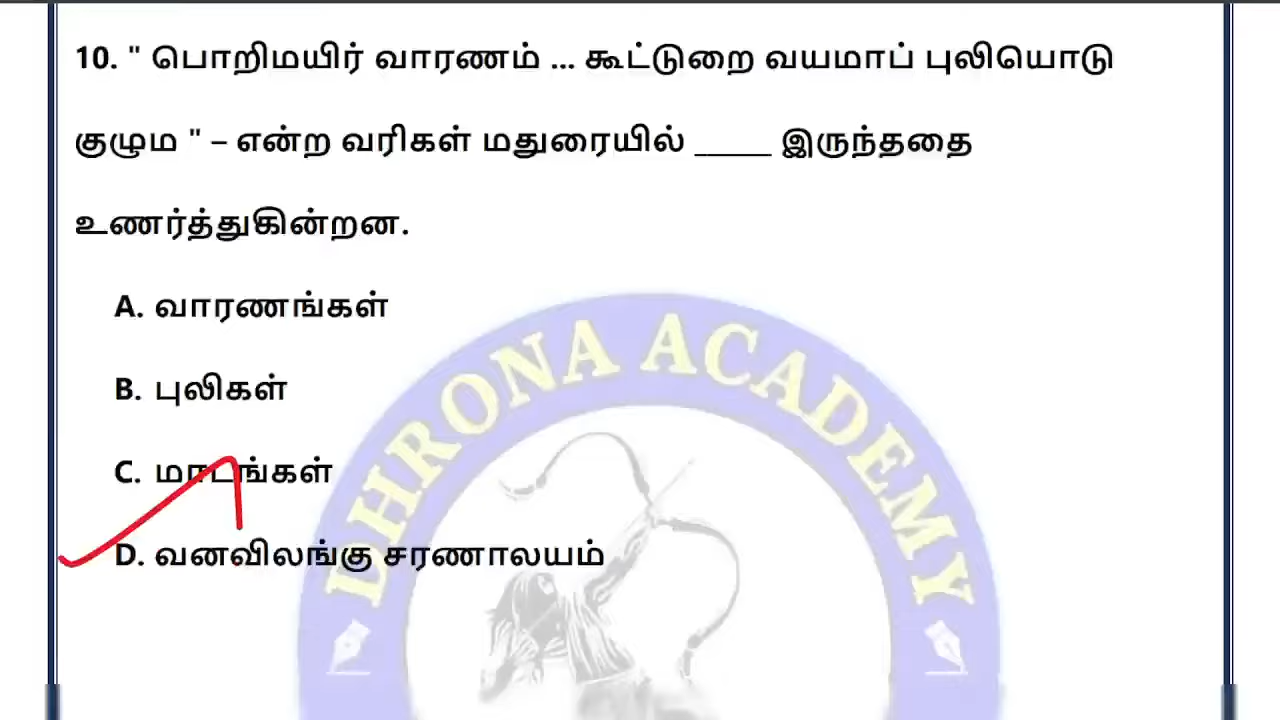 10. " பொறிமயிர் வாரணம் ... கூட்டுறை வயமாப் புலியொடு
குழும " – என்ற வரிகள் மதுரையில் _____ இருந்ததை
உணர்த்துகின்றன.
A. வாரணங்கள்
B. புலிகள்
C. மாடங்கள்
D. வனவிலங்கு சரணாலயம்
DHRONA ACADEMY